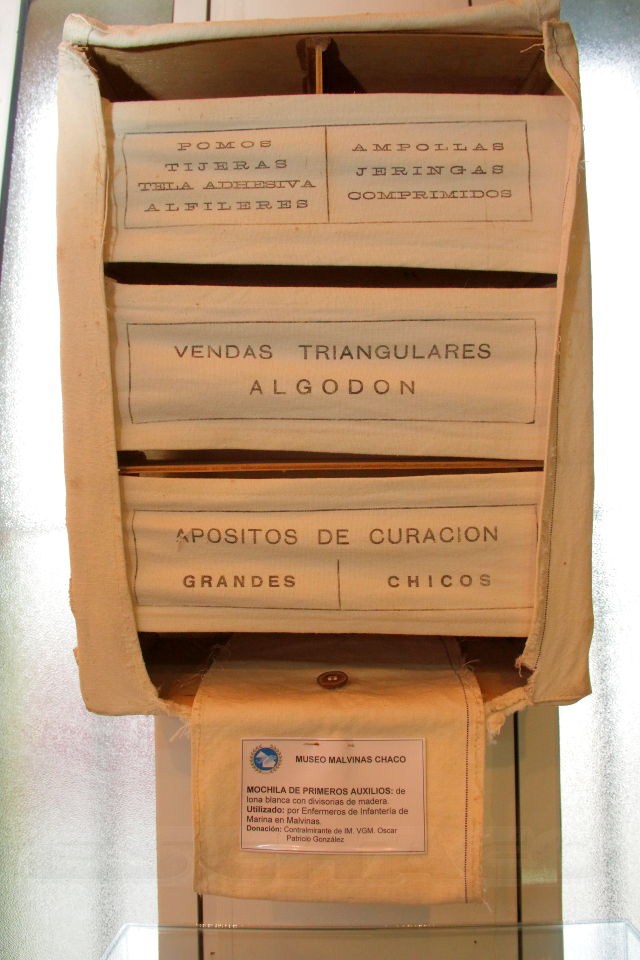 POMOS
TIJERAS
TELA ADHESIVA
ALFILERES
AMPOLLAS
JERINGAS
COMPRIMIDOS
VENDAS TRIANGULARES
ALGODON
APOSITOS DE CURACION
GRANDES
CHICOS
MUSEO MALVINAS CHACO
MOCHILA DE PRIMEROS AUXILIOS: de
lona blanca con divisorias de madera.
Utilizado: por Enfermeros de Infantería de
Marina en Malvinas.
Donación: Contralmirante de IM. VGM. Oscar
Patricio González